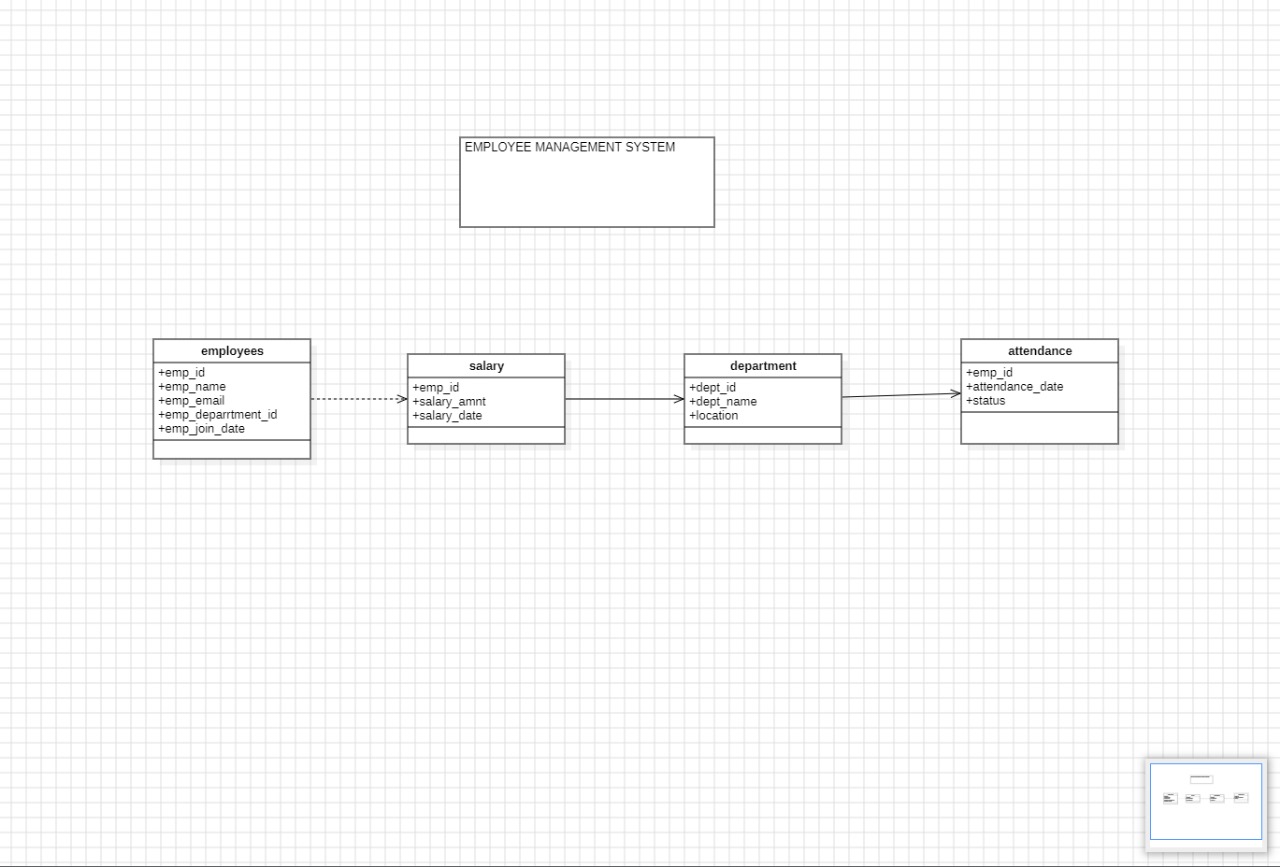 EMPLOYEE MANAGEMENT SYSTEM
employees
+emp_id
+emp_name
+emp_email
+emp_deparrtment_id
+emp_join_date
salary
+emp_id
+salary_amnt
+salary_date
department
+dept_id
+dept_name
+location
attendance
+emp_id
+attendance_date
+status